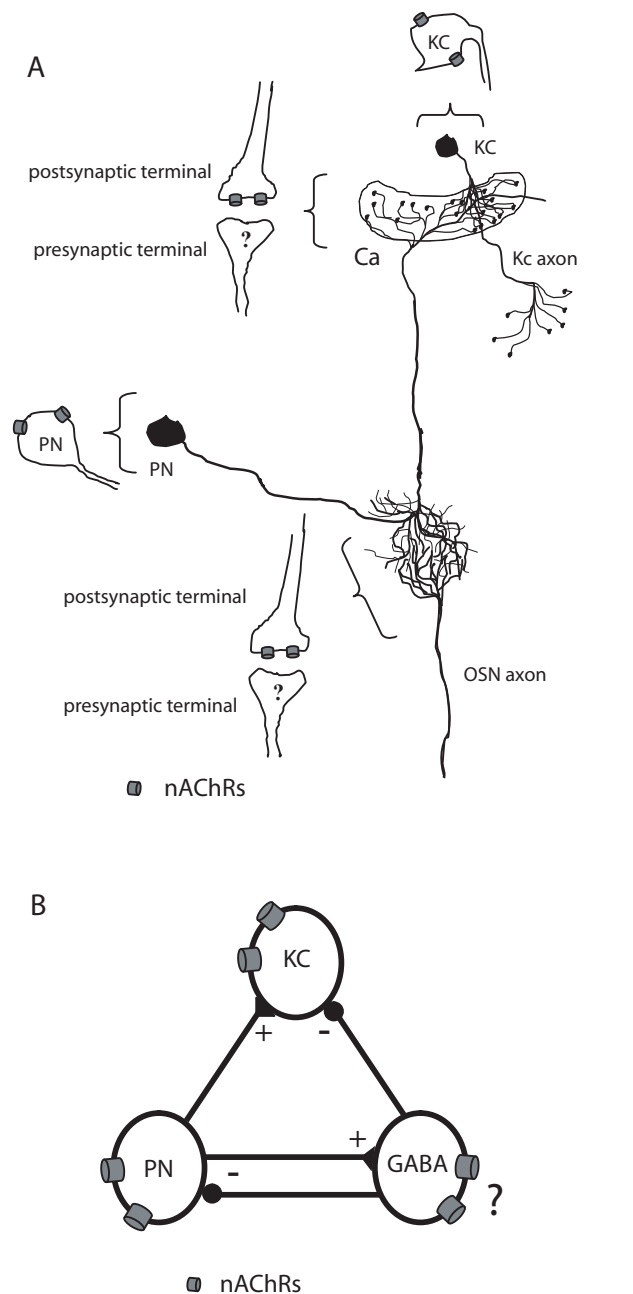 A
KC
postsynaptic terminal
KC
presynaptic terminal
?
Ca
Kc axon
PN
PN
postsynaptic terminal
OSN axon
presynaptic terminal
?
nAChRs
B
KC
+
-
+
PN
GABA
-
?
nAChRs